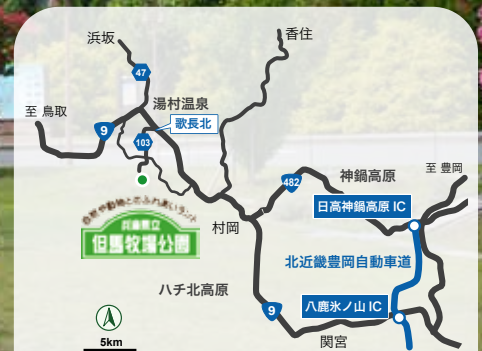 浜坂
香住
47
湯村温泉
至 鳥取
9
歌長北
103
482
神鍋高原
至 豊岡
日高神鍋高原 IC
自然や動物とのふれあいランド
兵庫県立
但馬牧場公園
村岡
北近畿豊岡自動車道
ハチ北高原
八鹿氷ノ山 IC
9
関宮
5km